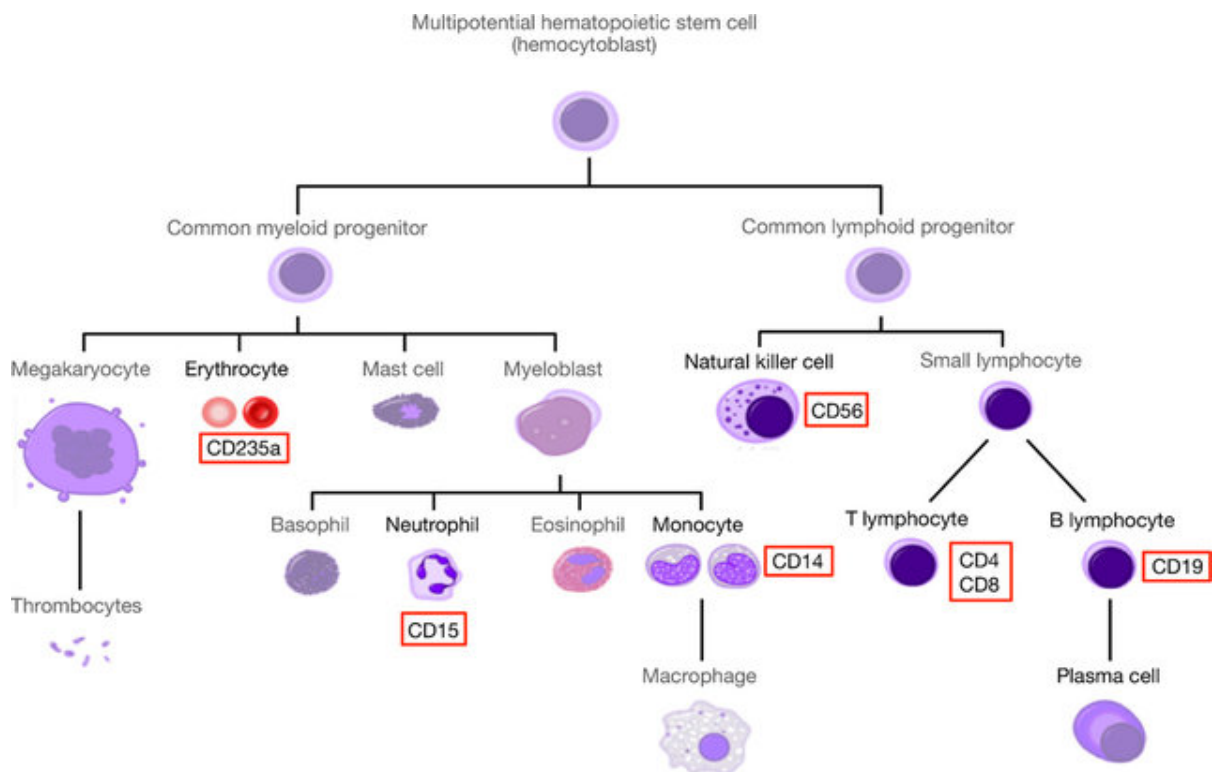 Multipotential hematopoietic stem cell
(hemocytoblast)
Common myeloid progenitor
Common lymphoid progenitor
Megakaryocyte
Erythrocyte
Mast cell
Myeloblast
Natural killer cell
Small lymphocyte
CD235a
CD56
Basophil
Neutrophil
Eosinophil
Monocyte
T lymphocyte
B lymphocyte
CD15
CD14
CD4
CD8
CD19
Thrombocytes
Macrophage
Plasma cell